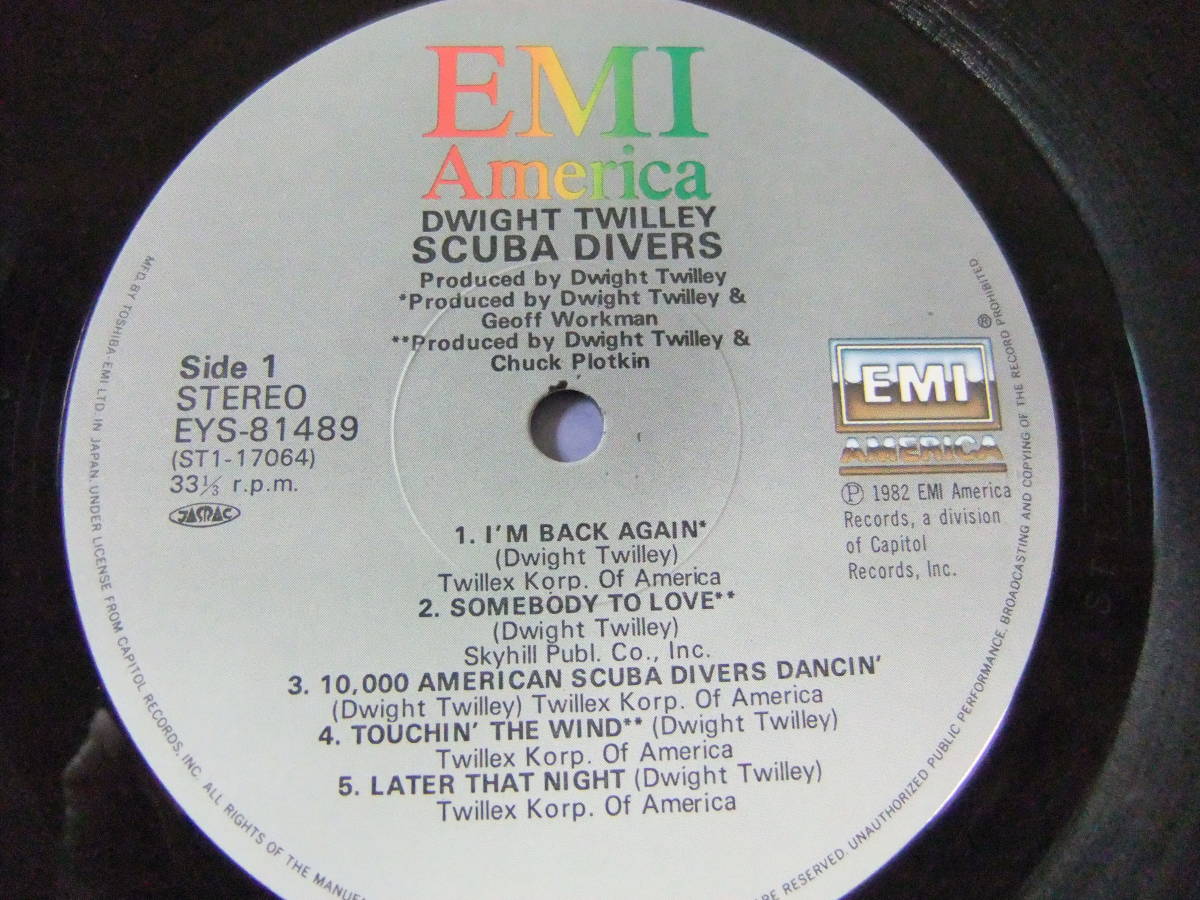 EMI
America
DWIGHT TWILLEY
SCUBA DIVERS
Produced by Dwight Twilley
*Produced by Dwight Twilley &
Geoff Workman
**Produced by Dwight Twilley &
Chuck Plotkin
Side 1
STEREO
EYS-81489
(ST1-17064)
33⅓ r.p.m.
JASRAC
EMI
AMERICA
Ⓟ 1982 EMI America
Records, a division
of Capitol
Records, Inc.
1. I'M BACK AGAIN*
(Dwight Twilley)
Twillex Korp. Of America
2. SOMEBODY TO LOVE**
(Dwight Twilley)
Skyhill Publ. Co., Inc.
3. 10,000 AMERICAN SCUBA DIVERS DANCIN'
(Dwight Twilley) Twillex Korp. Of America
4. TOUCHIN' THE WIND** (Dwight Twilley)
Twillex Korp. Of America
5. LATER THAT NIGHT (Dwight Twilley)
Twillex Korp. Of America
MFD. BY TOSHIBA-EMI LTD. IN JAPAN. UNDER LICENSE FROM CAPITOL RECORDS, INC. ALL RIGHTS OF THE
ARE RESERVED. UNAUTHORIZED PUBLIC PERFORMANCE, BROADCASTING AND COPYING OF THE RECORD PROHIBITED
®